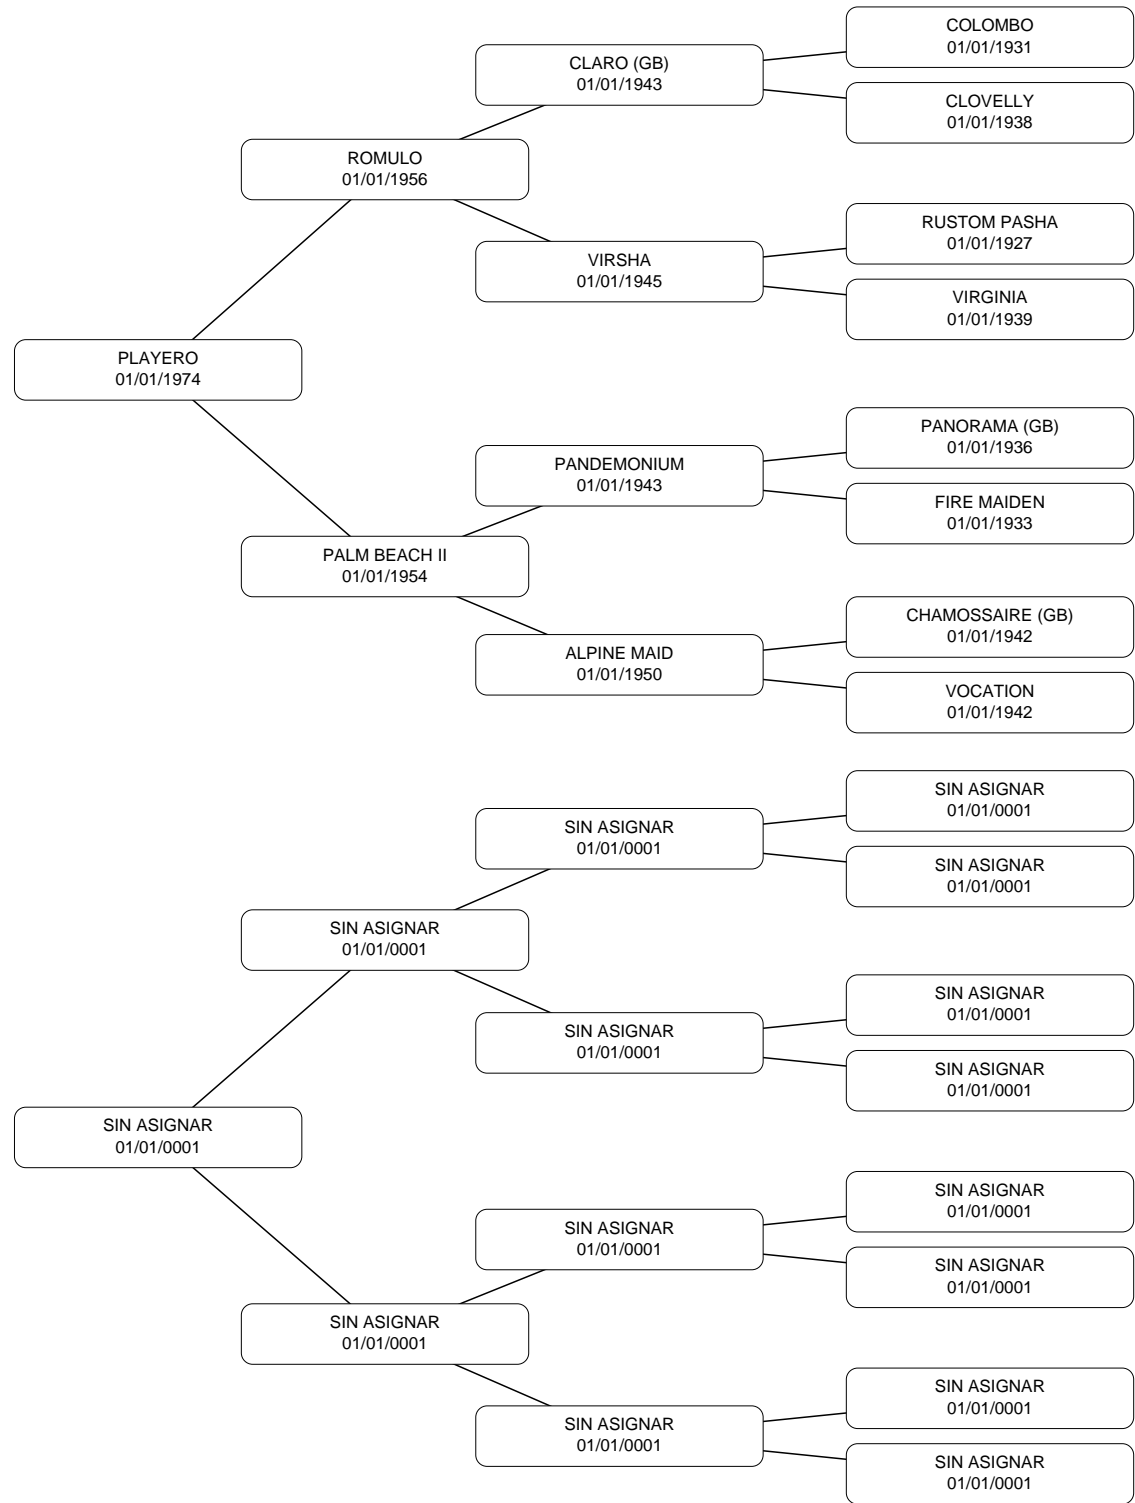 COLOMBO
01/01/1931
CLARO (GB)
01/01/1943
CLOVELLY
01/01/1938
ROMULO
01/01/1956
RUSTOM PASHA
01/01/1927
VIRSHA
01/01/1945
VIRGINIA
01/01/1939
PLAYERO
01/01/1974
PANORAMA (GB)
01/01/1936
PANDEMONIUM
01/01/1943
FIRE MAIDEN
01/01/1933
PALM BEACH II
01/01/1954
CHAMOSSAIRE (GB)
01/01/1942
ALPINE MAID
01/01/1950
VOCATION
01/01/1942
SIN ASIGNAR
01/01/0001
SIN ASIGNAR
01/01/0001
SIN ASIGNAR
01/01/0001
SIN ASIGNAR
01/01/0001
SIN ASIGNAR
01/01/0001
SIN ASIGNAR
01/01/0001
SIN ASIGNAR
01/01/0001
SIN ASIGNAR
01/01/0001
SIN ASIGNAR
01/01/0001
SIN ASIGNAR
01/01/0001
SIN ASIGNAR
01/01/0001
SIN ASIGNAR
01/01/0001
SIN ASIGNAR
01/01/0001
SIN ASIGNAR
01/01/0001
SIN ASIGNAR
01/01/0001